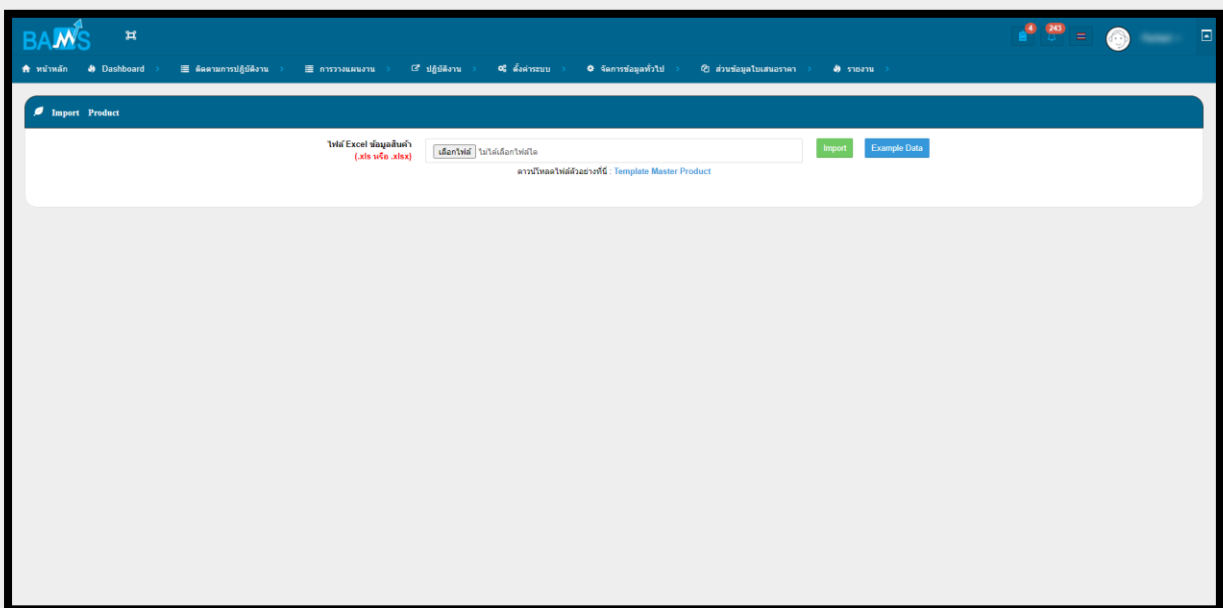 BAMS
4 243
หน้าหลัก Dashboard ติดตามการปฏิบัติงาน การวางแผนงาน ปฏิบัติงาน ตั้งค่าระบบ จัดการข้อมูลทั่วไป ส่วนข้อมูลใบเสนอราคา รายงาน
Import Product
ไฟล์ Excel ข้อมูลสินค้า
(.xls หรือ .xlsx)
เลือกไฟล์ ไม่ได้เลือกไฟล์ใด
Import Example Data
ดาวน์โหลดไฟล์ตัวอย่างที่นี่ : Template Master Product